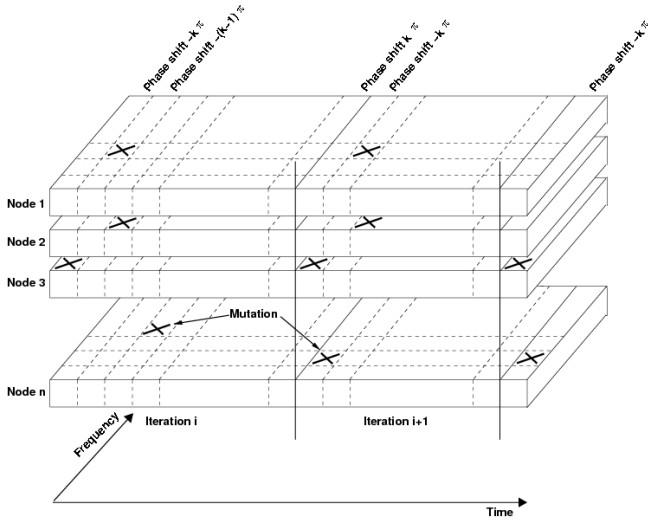 Phase shift -k π
Phase shift -(k-1) π
Phase shift k π
Phase shift -k π
Phase shift -k π
Node 1
Node 2
Node 3
Mutation
Node n
Frequency
Iteration i
Iteration i+1
Time